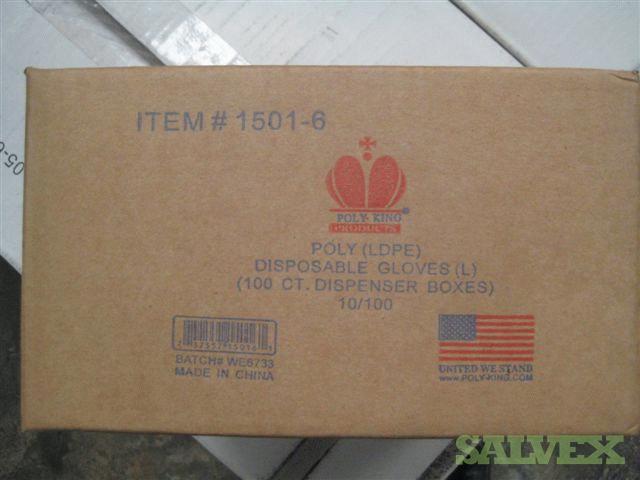 ITEM # 1501-6
POLY-KING®
PRODUCTS
POLY (LDPE)
DISPOSABLE GLOVES (L)
(100 CT. DISPENSER BOXES)
10/100
BATCH# WE6733
MADE IN CHINA
UNITED WE STAND
WWW.POLY-KING.COM
SALVEX